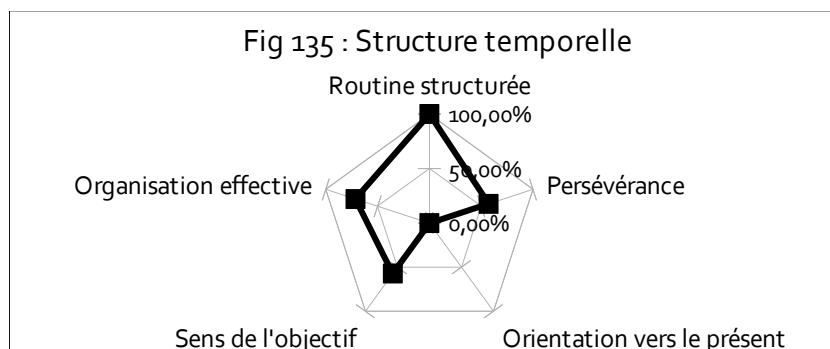 Fig 135 : Structure temporelle
Routine structurée
100,00%
50,00%
Organisation effective
Persévérance
0,00%
Sens de l'objectif
Orientation vers le présent